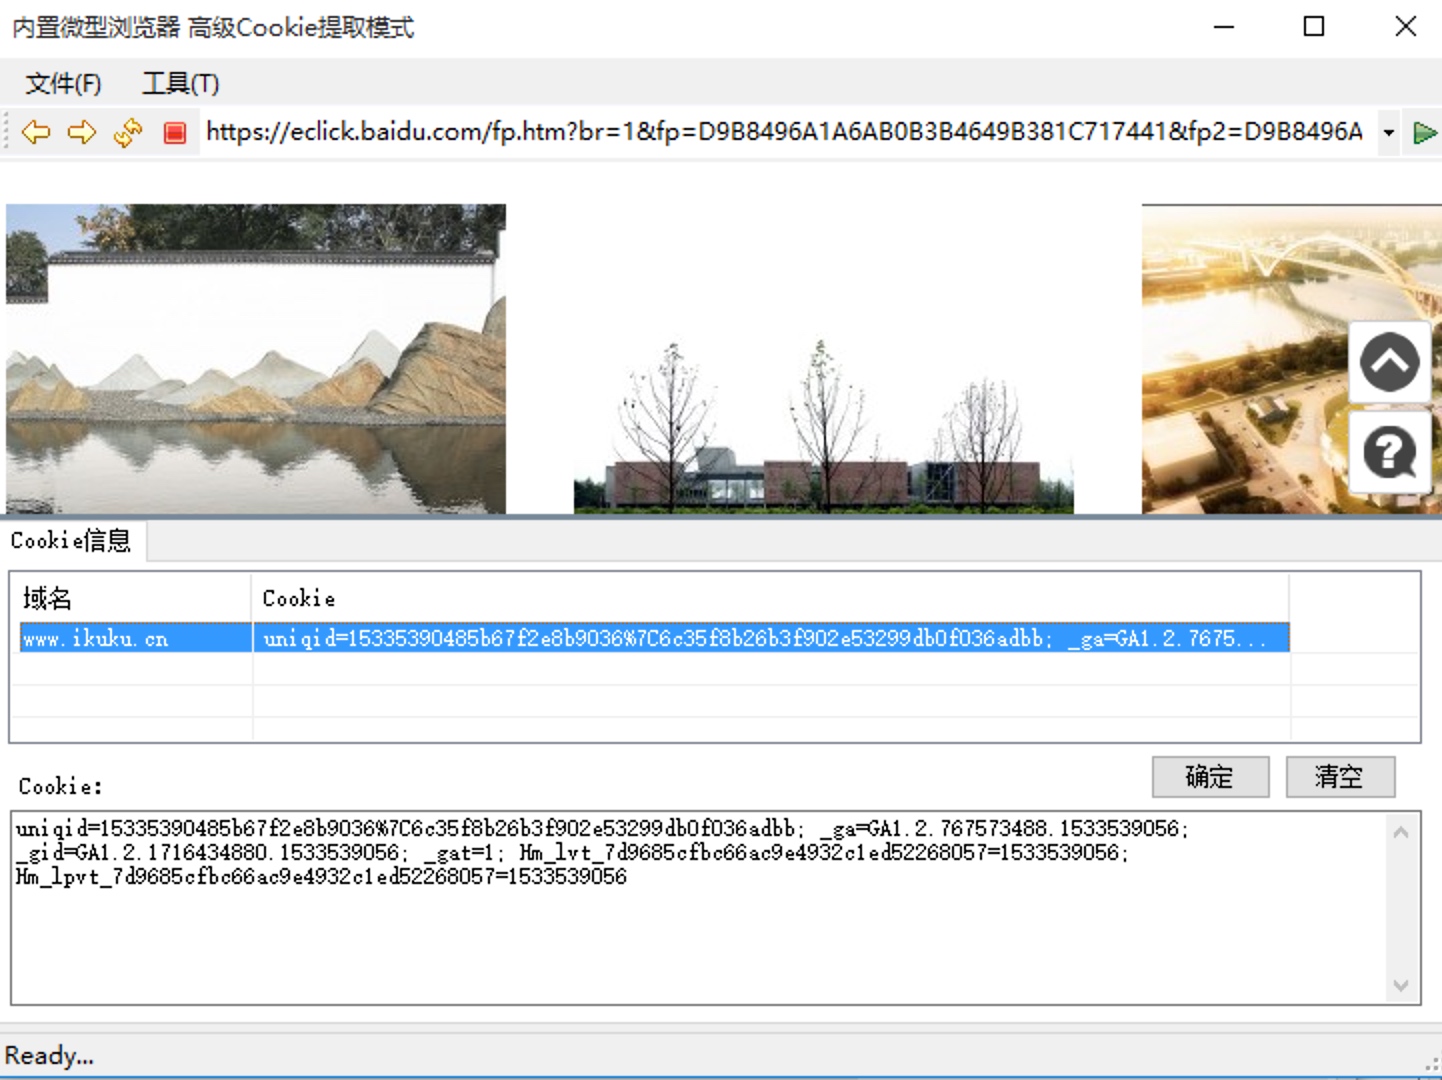 内置微型浏览器 高级Cookie提取模式
文件(F) 工具(T)
https://eclick.baidu.com/fp.htm?br=1&fp=D9B8496A1A6AB0B3B4649B381C717441&fp2=D9B8496A
Cookie信息
域名 Cookie
www.ikuku.cn uniqid=15335390485b67f2e8b9036%7C6c35f8b26b3f902e53299db0f036adbb; _ga=GA1.2.7675...
确定 清空
Cookie:
uniqid=15335390485b67f2e8b9036%7C6c35f8b26b3f902e53299db0f036adbb; _ga=GA1.2.767573488.1533539056;
_gid=GA1.2.1716434880.1533539056; _gat=1; Hm_lvt_7d9685cfbc66ac9e4932c1ed52268057=1533539056;
Hm_lpvt_7d9685cfbc66ac9e4932c1ed52268057=1533539056
Ready...